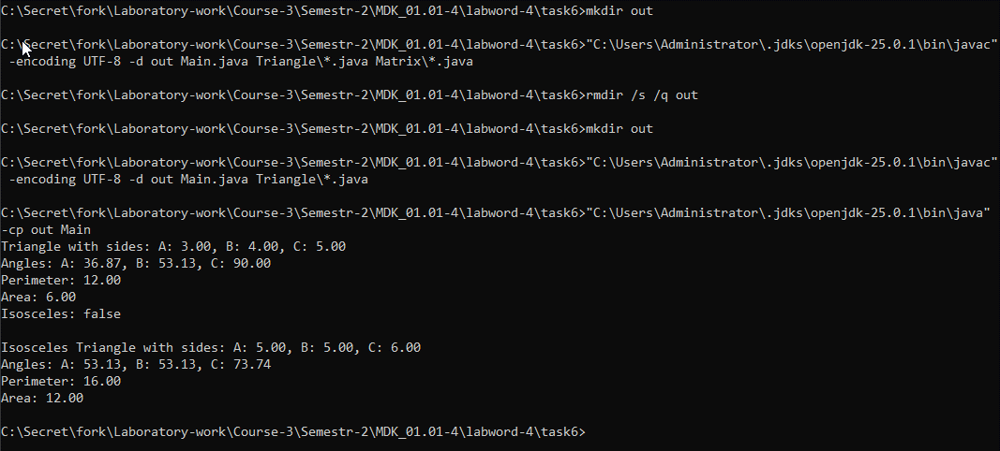 C:\Secret\fork\Laboratory-work\Course-3\Semestr-2\MDK_01.01-4\labword-4\task6>mkdir out
C:\Secret\fork\Laboratory-work\Course-3\Semestr-2\MDK_01.01-4\labword-4\task6>"C:\Users\Administrator\.jdks\openjdk-25.0.1\bin\javac"
-encoding UTF-8 -d out Main.java Triangle\*.java Matrix\*.java
C:\Secret\fork\Laboratory-work\Course-3\Semestr-2\MDK_01.01-4\labword-4\task6>rmdir /s /q out
C:\Secret\fork\Laboratory-work\Course-3\Semestr-2\MDK_01.01-4\labword-4\task6>mkdir out
C:\Secret\fork\Laboratory-work\Course-3\Semestr-2\MDK_01.01-4\labword-4\task6>"C:\Users\Administrator\.jdks\openjdk-25.0.1\bin\javac"
-encoding UTF-8 -d out Main.java Triangle\*.java
C:\Secret\fork\Laboratory-work\Course-3\Semestr-2\MDK_01.01-4\labword-4\task6>"C:\Users\Administrator\.jdks\openjdk-25.0.1\bin\java"
-cp out Main
Triangle with sides: A: 3.00, B: 4.00, C: 5.00
Angles: A: 36.87, B: 53.13, C: 90.00
Perimeter: 12.00
Area: 6.00
Isosceles: false
Isosceles Triangle with sides: A: 5.00, B: 5.00, C: 6.00
Angles: A: 53.13, B: 53.13, C: 73.74
Perimeter: 16.00
Area: 12.00
C:\Secret\fork\Laboratory-work\Course-3\Semestr-2\MDK_01.01-4\labword-4\task6>